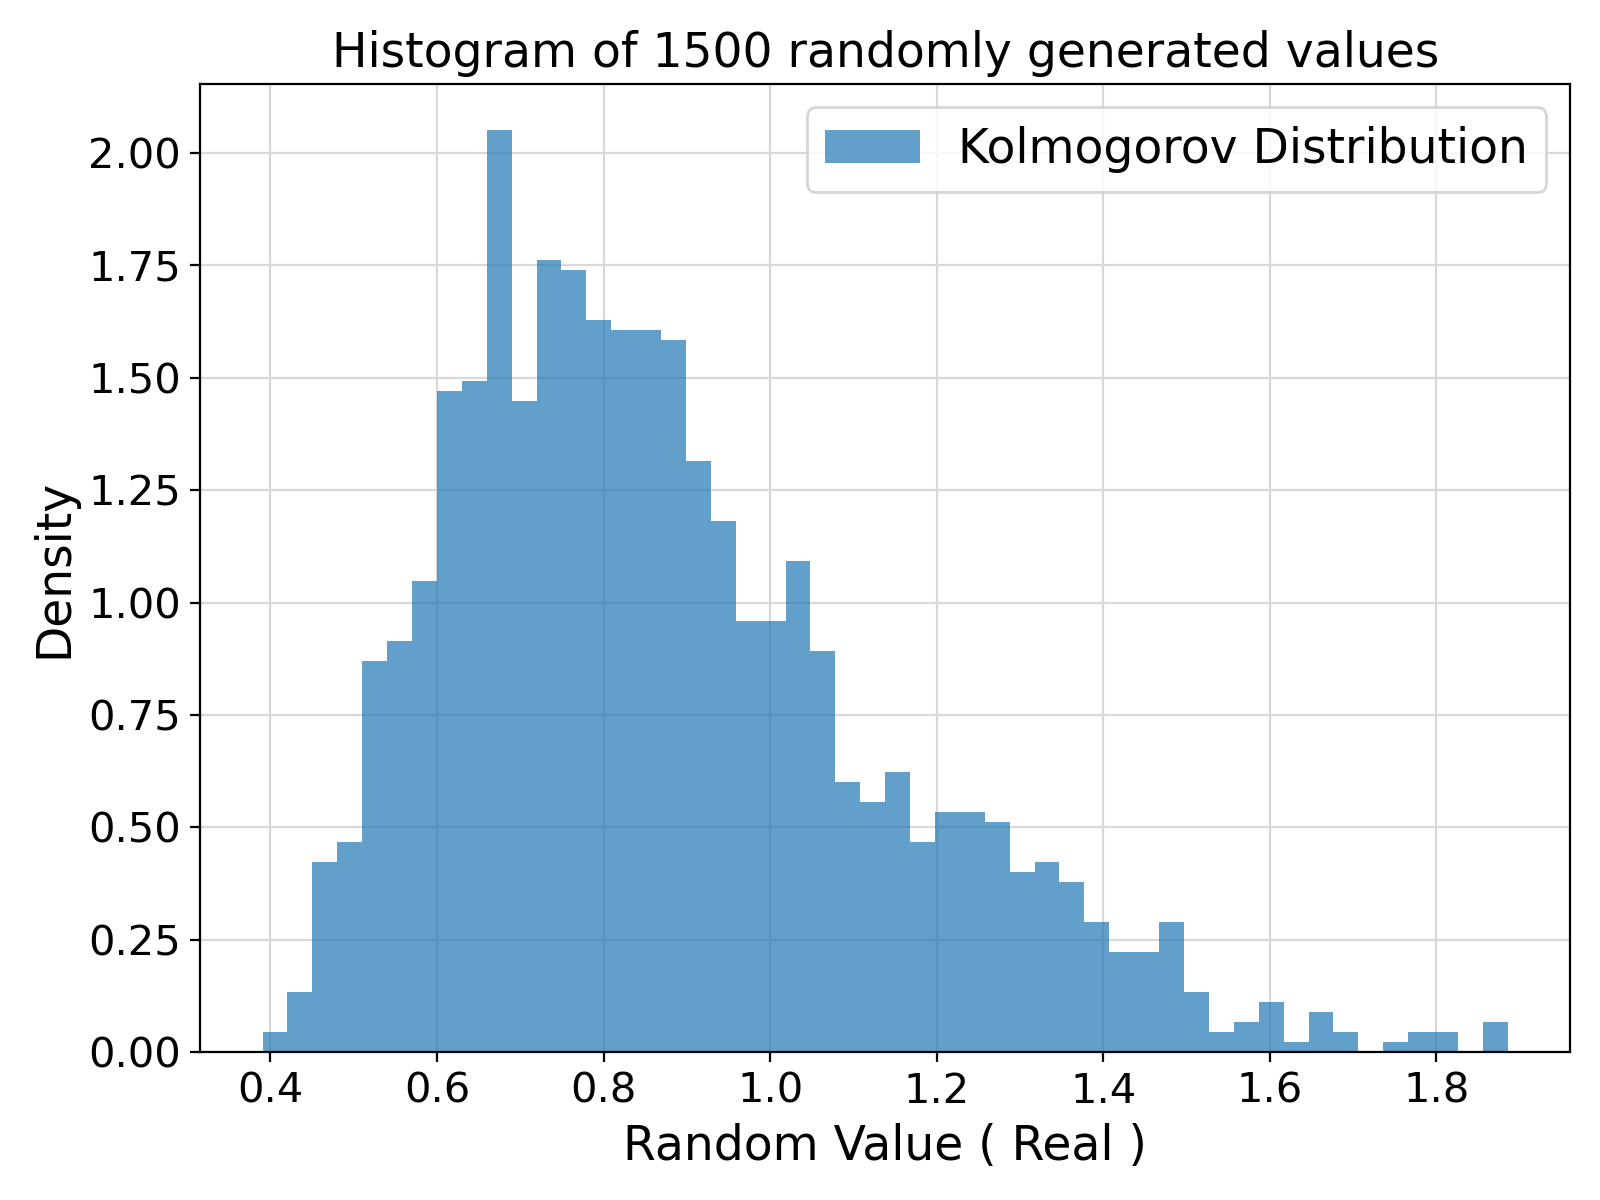 Histogram of 1500 randomly generated values
Kolmogorov Distribution
2.00
1.75
1.50
1.25
1.00
0.75
0.50
0.25
0.00
Density
0.4 0.6 0.8 1.0 1.2 1.4 1.6 1.8
Random Value ( Real )